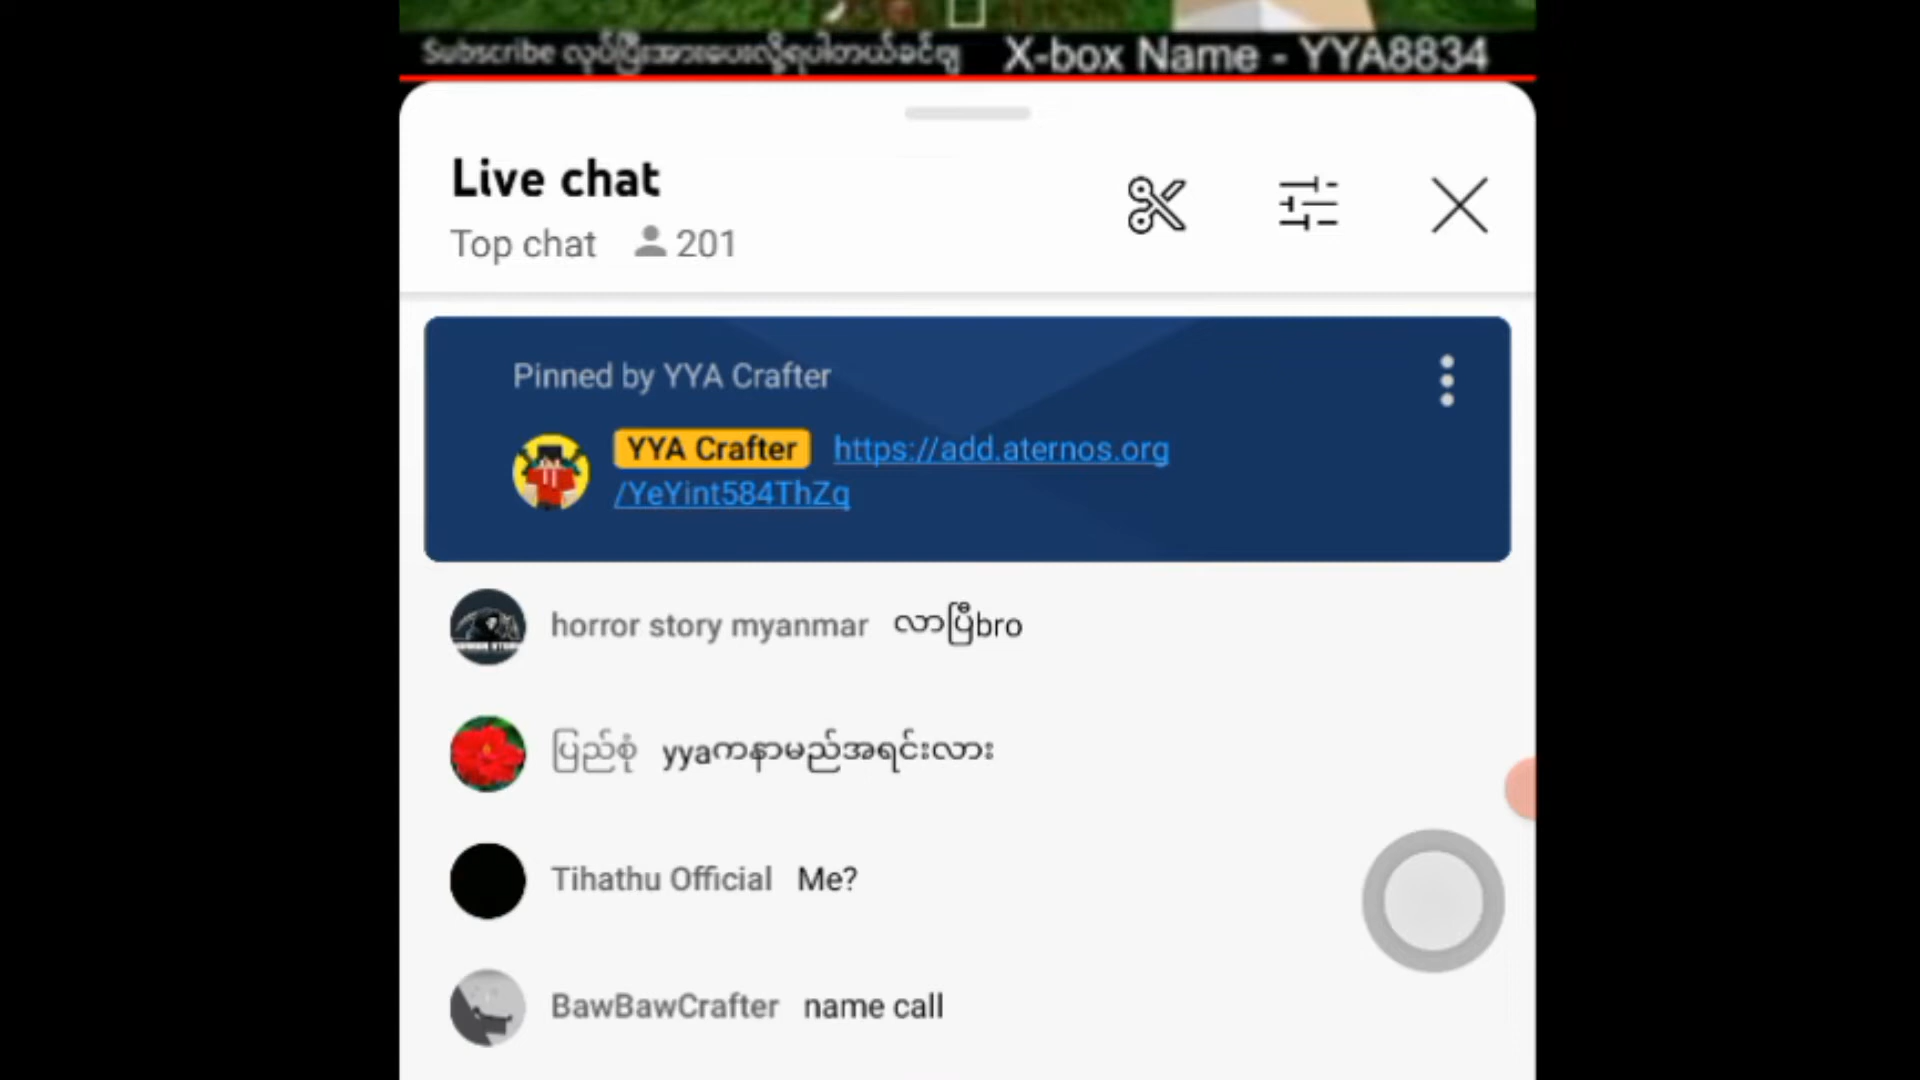 Subscribe လုပ်ပြီးအားပေးလို့ရပါတယ်ခင်ဗျ X-box Name - YYA8834
Live chat
Top chat 201
Pinned by YYA Crafter
YYA Crafter https://add.aternos.org
/YeYint584ThZq
horror story myanmar လာပြီbro
ပြည်စုံ yyaကနာမည်အရင်းလား
Tihathu Official Me?
BawBawCrafter name call